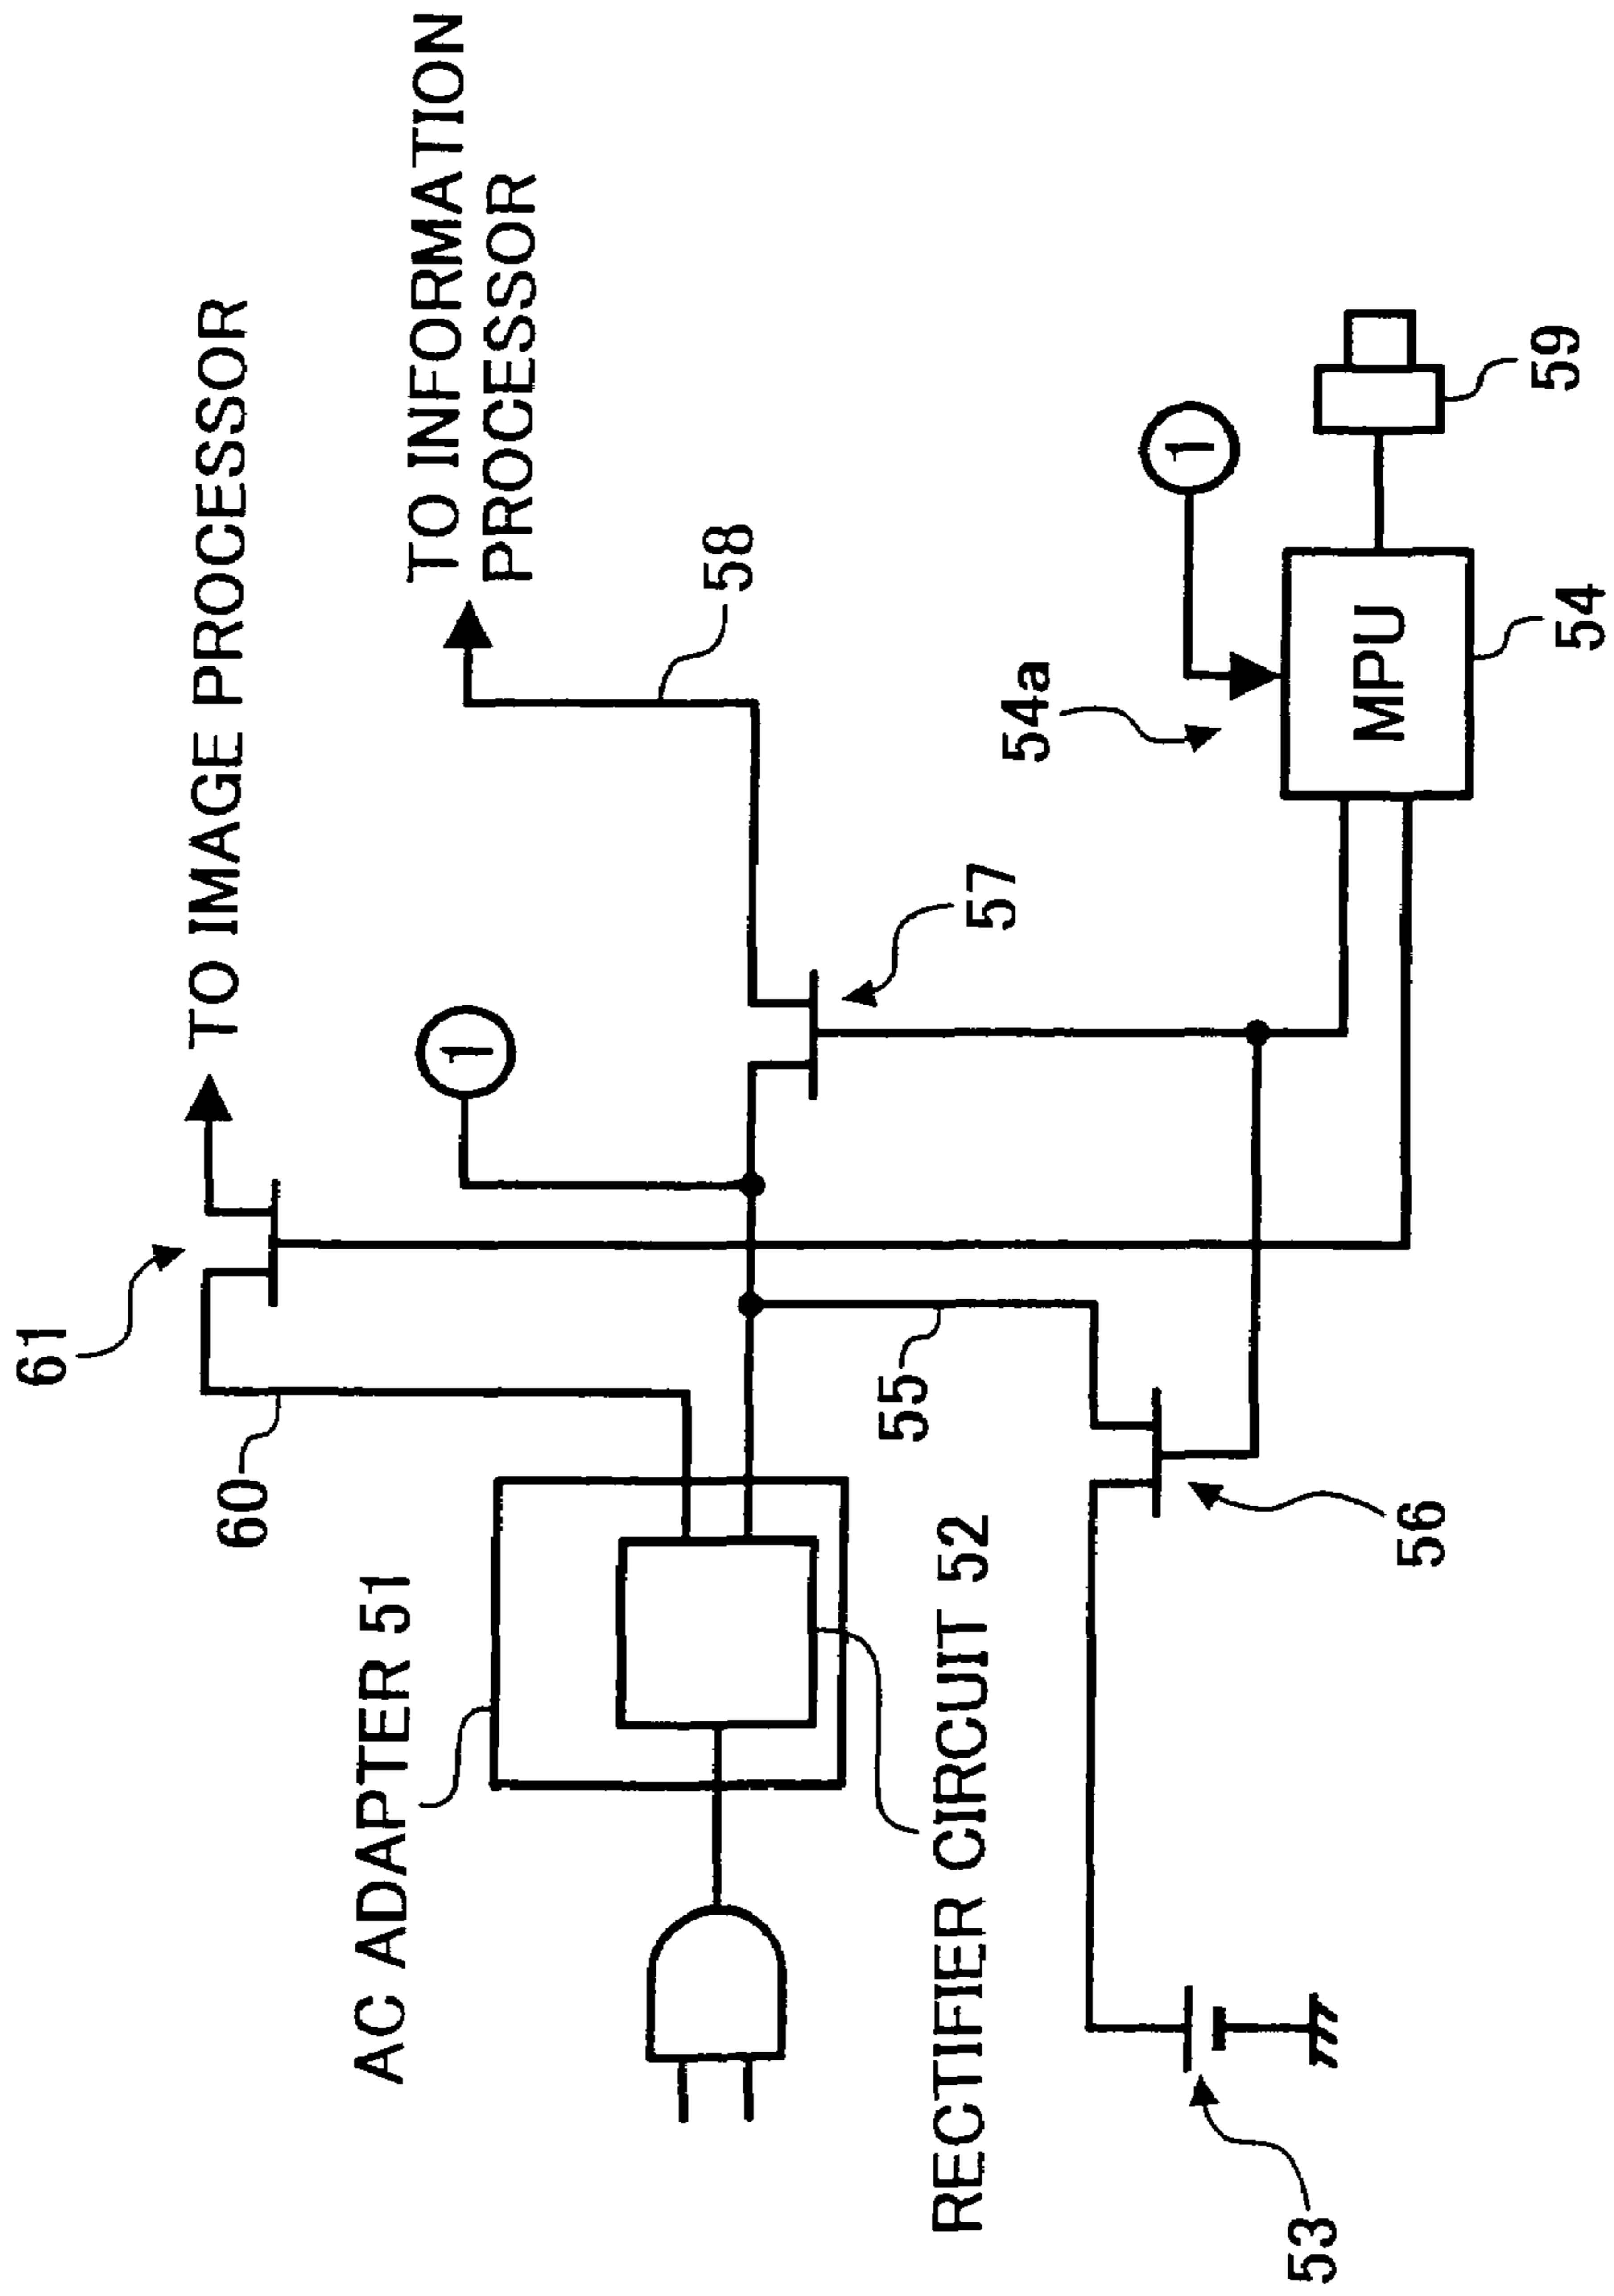 61
TO IMAGE PROCESSOR
60
1
TO INFORMATION
PROCESSOR
58
AC ADAPTER 51
55
57
54a
1
RECTIFIER CIRCUIT 52
56
MPU
54
59
53